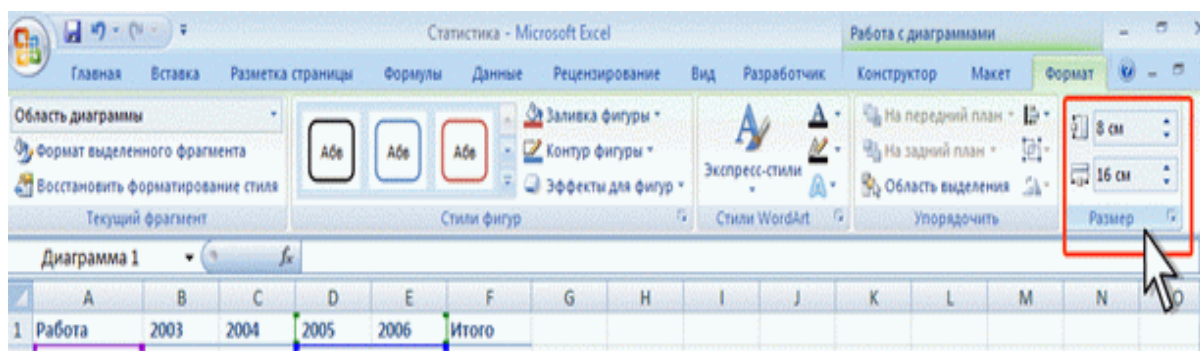 Статистика - Microsoft Excel
Работа с диаграммами
Главная Вставка Разметка страницы Формулы Данные Рецензирование Вид Разработчик Конструктор Макет Формат
Область диаграммы
Формат выделенного фрагмента
Восстановить форматирование стиля
Текущий фрагмент
Абв Абв Абв
Заливка фигуры
Контур фигуры
Эффекты для фигур
Стили фигур
A
Экспресс-стили
A
A
Стили WordArt
На передний план
На задний план
Область выделения
Упорядочить
8 см
16 см
Размер
Диаграмма 1 fx
A B C D E F G H I J K L M N O
1 Работа 2003 2004 2005 2006 Итого